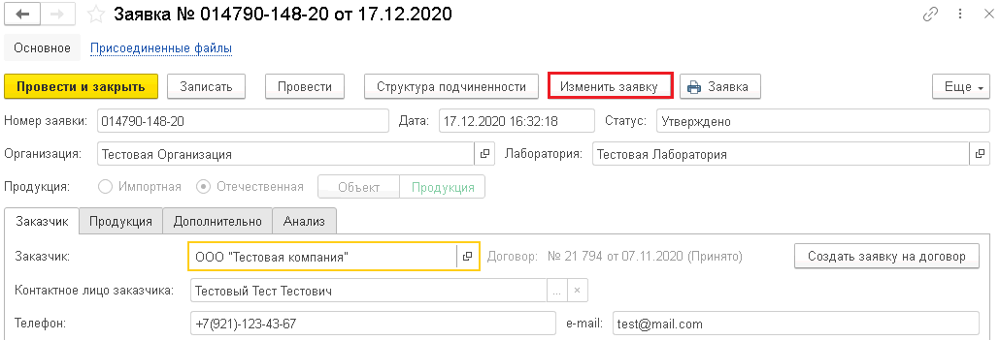 Заявка № 014790-148-20 от 17.12.2020
Основное Присоединенные файлы
Провести и закрыть Записать Провести Структура подчиненности Изменить заявку Заявка Еще
Номер заявки: 014790-148-20 Дата: 17.12.2020 16:32:18 Статус: Утверждено
Организация: Тестовая Организация Лаборатория: Тестовая Лаборатория
Продукция: Импортная Отечественная Объект Продукция
Заказчик Продукция Дополнительно Анализ
Заказчик: ООО "Тестовая компания" Договор: № 21 794 от 07.11.2020 (Принято) Создать заявку на договор
Контактное лицо заказчика: Тестовый Тест Тестович ... ×
Телефон: +7(921)-123-43-67 e-mail: test@mail.com